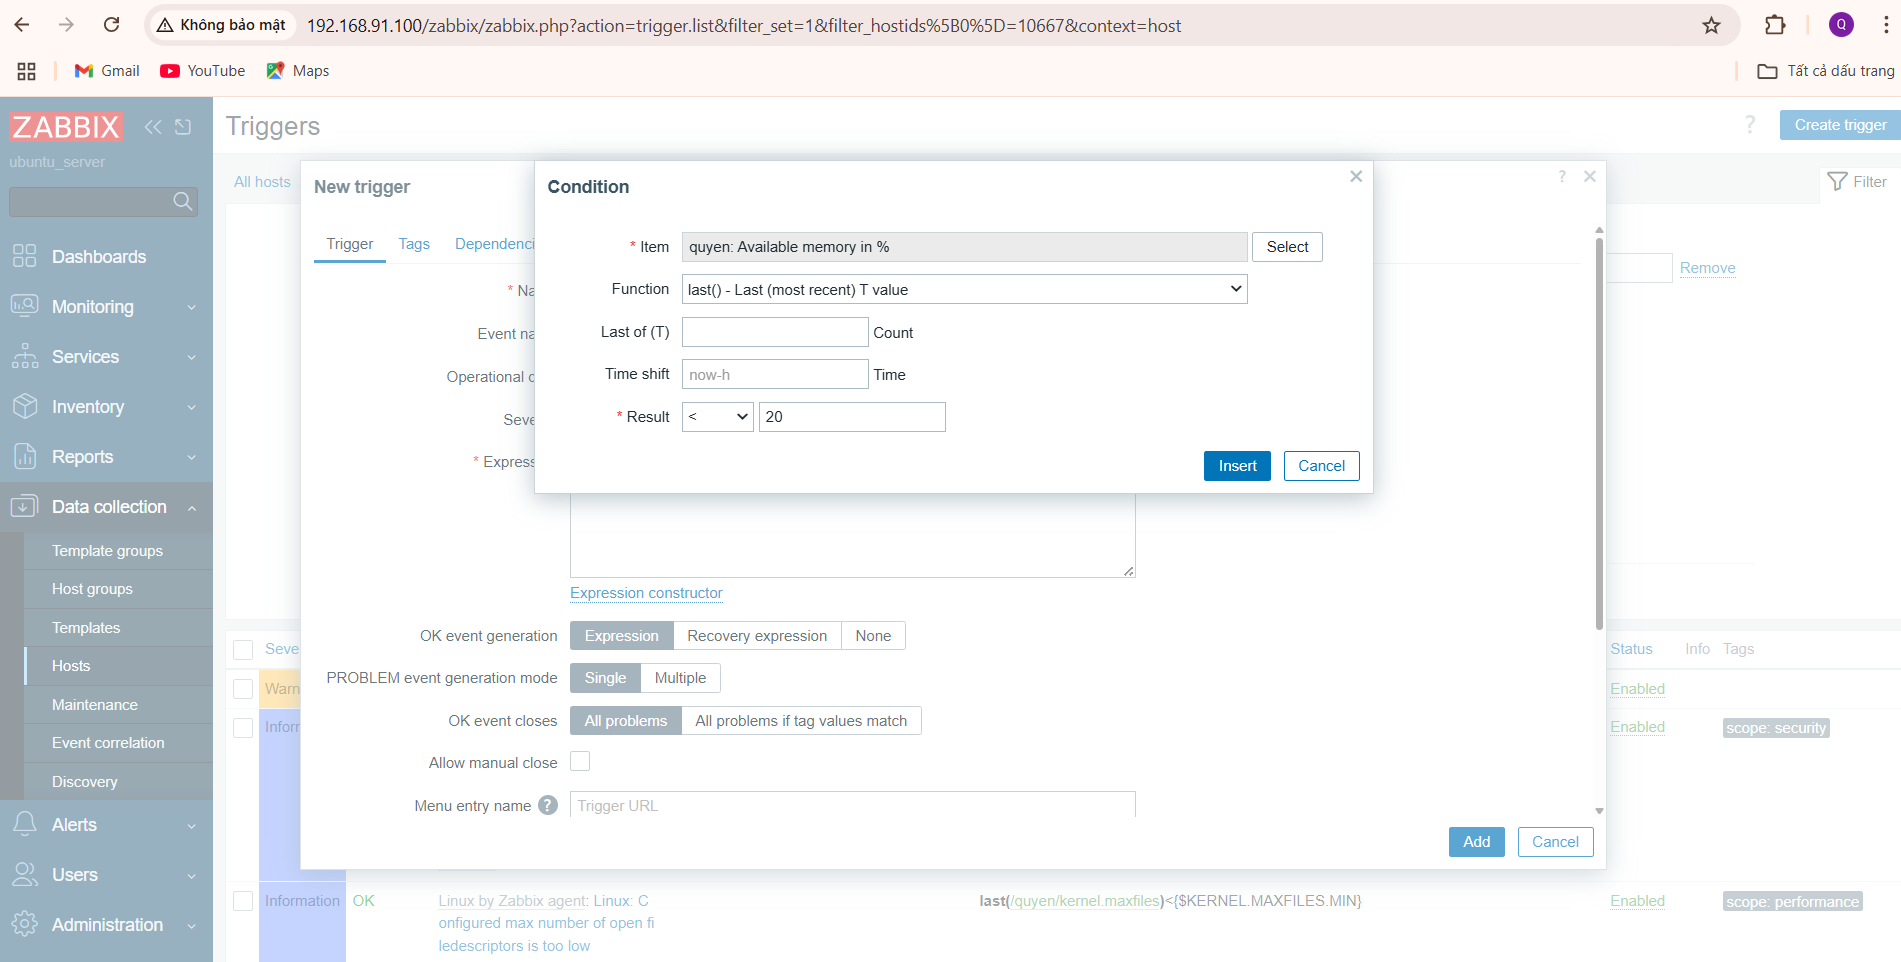 Không bảo mật
192.168.91.100/zabbix/zabbix.php?action=trigger.list&filter_set=1&filter_hostids%5B0%5D=10667&context=host
Q
Gmail
YouTube
Maps
Tất cả dấu trang
ZABBIX
ubuntu_server
Dashboards
Monitoring
Services
Inventory
Reports
Data collection
Template groups
Host groups
Templates
Hosts
Maintenance
Event correlation
Discovery
Alerts
Users
Administration
Triggers
?
Create trigger
All hosts
Filter
Remove
New trigger
?
Trigger
Tags
Dependenci
* Na
Event na
Operational
Seve
* Express
Condition
* Item
quyen: Available memory in %
Select
Function
last() - Last (most recent) T value
Last of (T)
Count
Time shift
now-h
Time
* Result
<
20
Insert
Cancel
Expression constructor
OK event generation
Expression
Recovery expression
None
PROBLEM event generation mode
Single
Multiple
OK event closes
All problems
All problems if tag values match
Allow manual close
Menu entry name ?
Trigger URL
Add
Cancel
Seve
Status
Info
Tags
Warn
Enabled
Infor
Enabled
scope: security
Information
OK
Linux by Zabbix agent: Linux: C
onfigured max number of open fi
ledescriptors is too low
last(/quyen/kernel.maxfiles)<{$KERNEL.MAXFILES.MIN}
Enabled
scope: performance